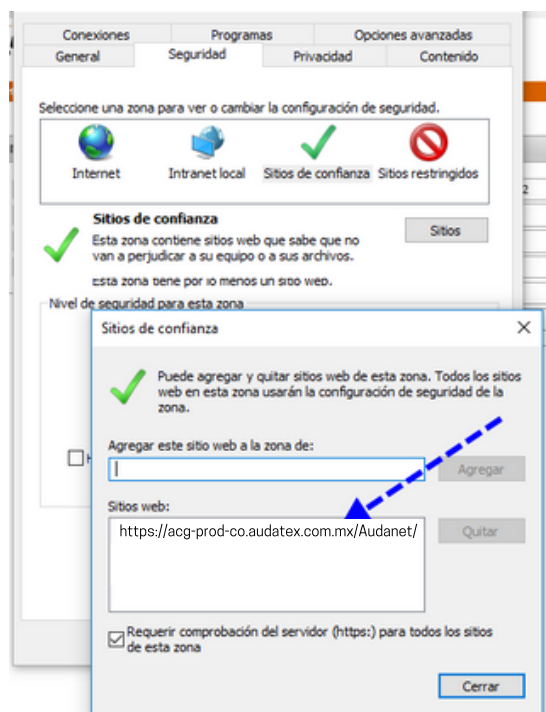 Conexiones Programas Opciones avanzadas
General Seguridad Privacidad Contenido
Seleccione una zona para ver o cambiar la configuración de seguridad.
Internet Intranet local Sitios de confianza Sitios restringidos
Sitios de confianza
Sitios
Esta zona contiene sitios web que sabe que no
van a perjudicar a su equipo o a sus archivos.
Esta zona tiene por lo menos un sitio web.
Nivel de seguridad para esta zona
Sitios de confianza
Puede agregar y quitar sitios web de esta zona. Todos los sitios
web en esta zona usarán la configuración de seguridad de la
zona.
Agregar este sitio web a la zona de:
Agregar
Sitios web:
https://acg-prod-co.audatex.com.mx/Audanet/
Quitar
Requerir comprobación del servidor (https:) para todos los sitios
de esta zona
Cerrar